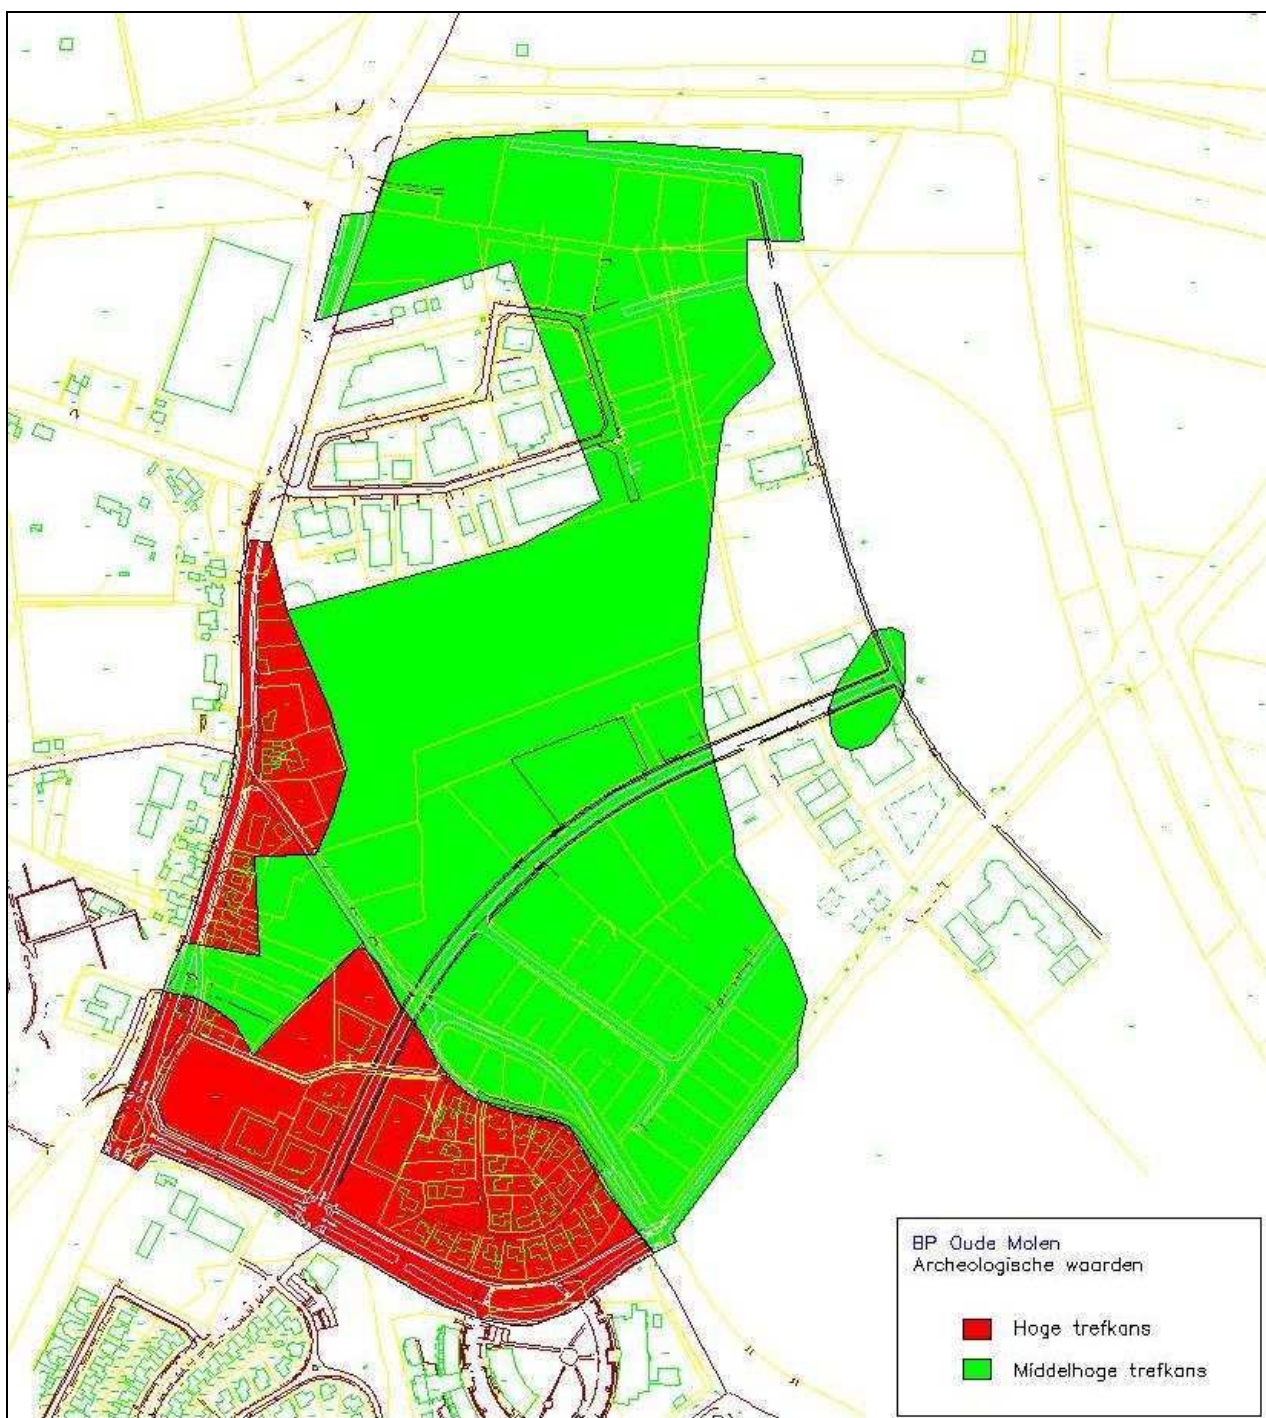 BP Oude Molen
Archeologische waarden
Hoge trefkans
Middelhoge trefkans